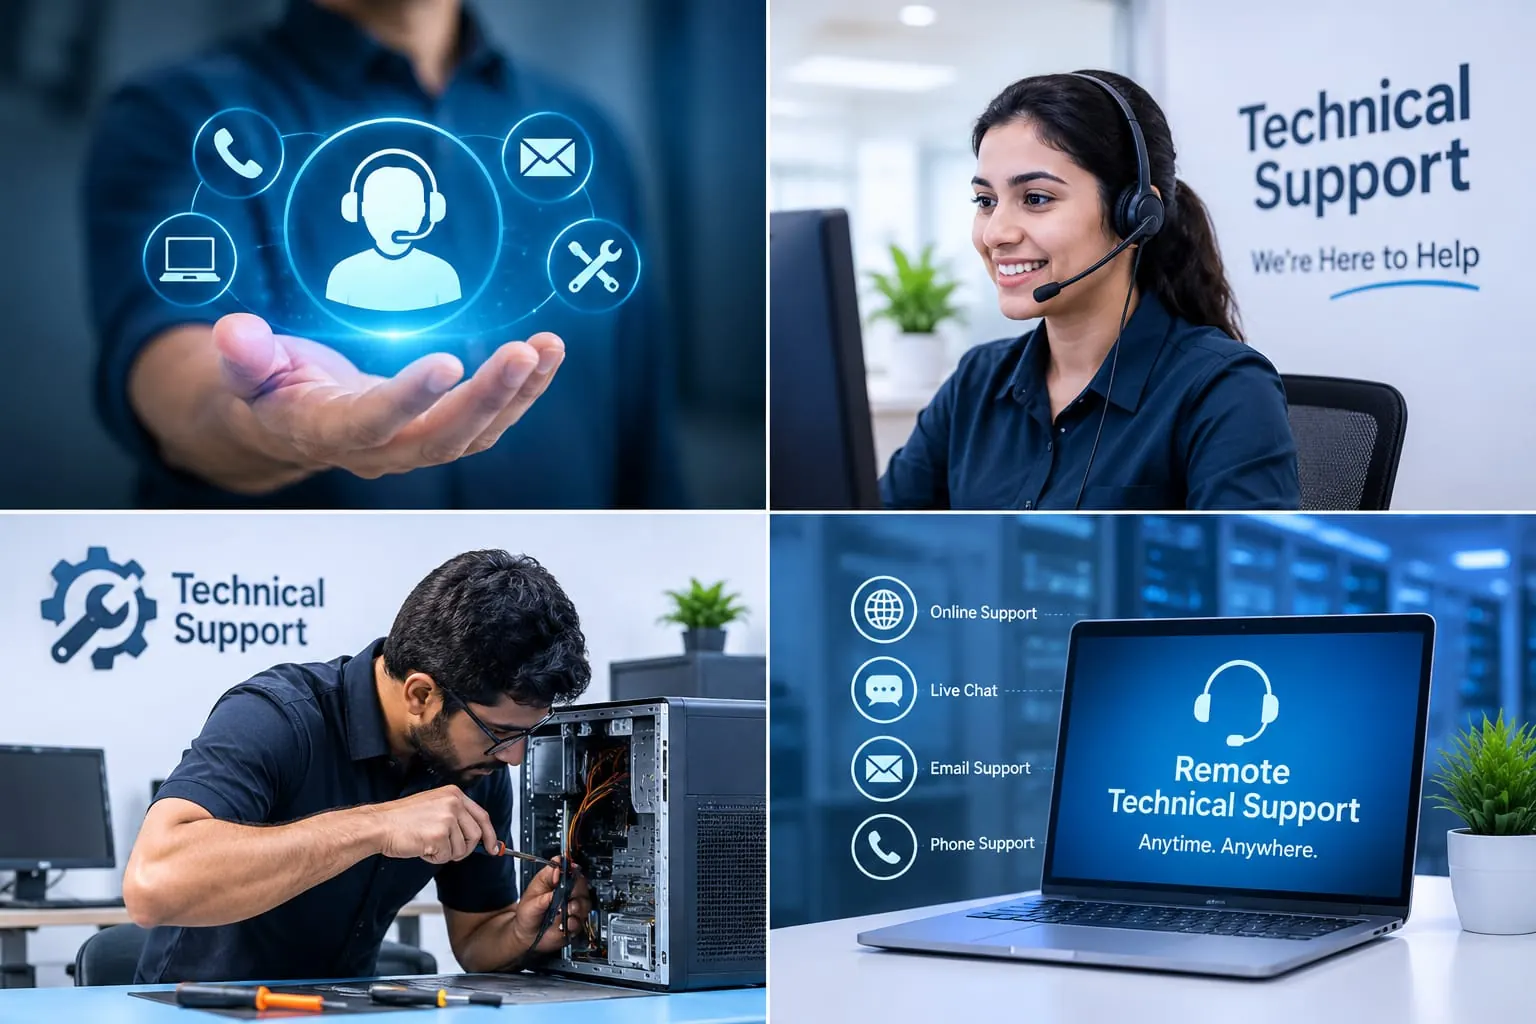 Technical
Support
We're Here to Help
Technical
Support
Online Support
Live Chat
Email Support
Phone Support
Remote
Technical Support
Anytime. Anywhere.